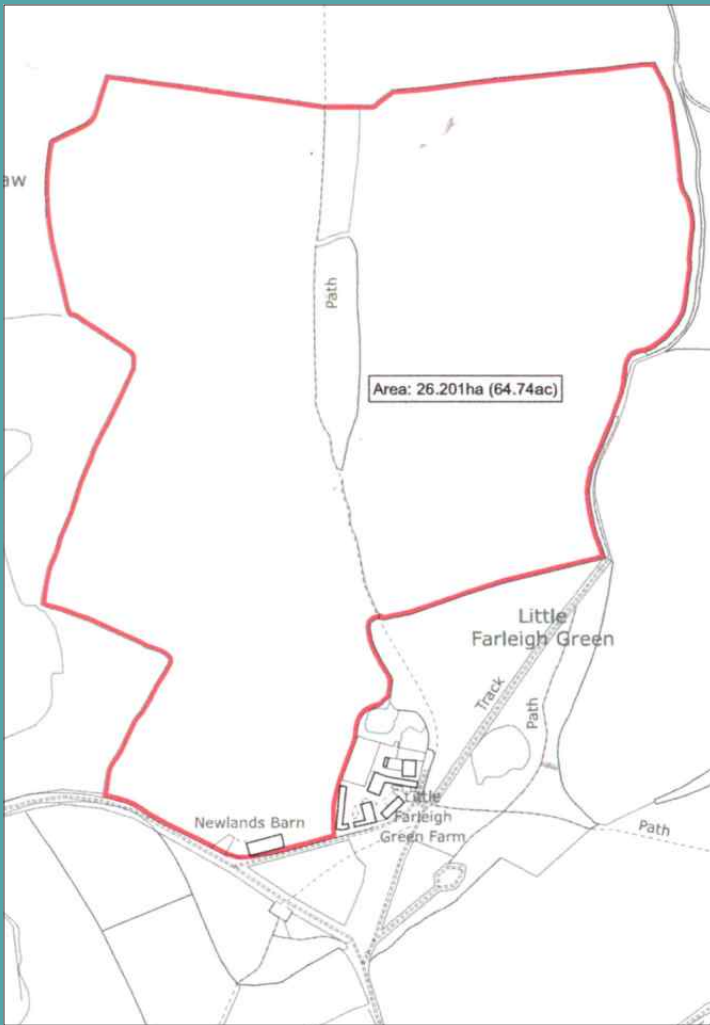 aw
Path
Area: 26.201ha (64.74ac)
Little
Farleigh Green
Track
Path
Newlands Barn
Little
Farleigh
Green Farm
Path